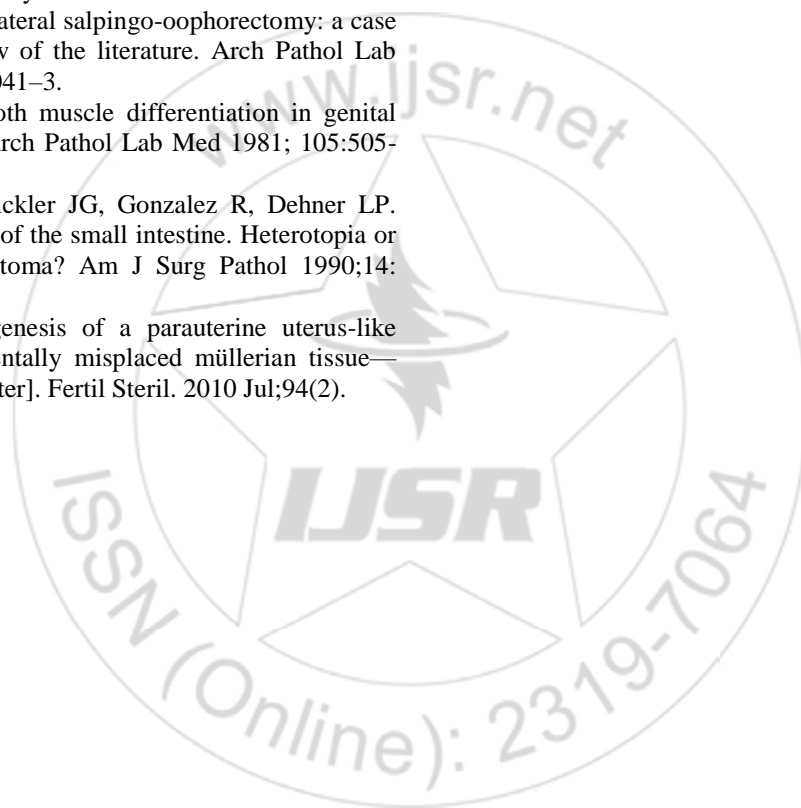 ateral salpingo-oophorectomy: a case
of the literature. Arch Pathol Lab
041–3.
oth muscle differentiation in genital
rch Pathol Lab Med 1981; 105:505-
ckler JG, Gonzalez R, Dehner LP.
of the small intestine. Heterotopia or
toma? Am J Surg Pathol 1990;14:
genesis of a parauterine uterus-like
entally misplaced müllerian tissue—
ter]. Fertil Steril. 2010 Jul;94(2).
www.ijsr.net
IJSR
ISSN (Online): 2319-7064